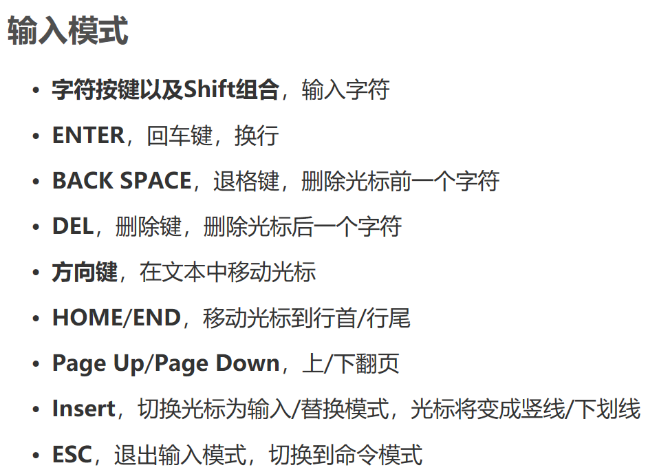 输入模式
• 字符按键以及Shift组合，输入字符
• ENTER，回车键，换行
• BACK SPACE，退格键，删除光标前一个字符
• DEL，删除键，删除光标后一个字符
• 方向键，在文本中移动光标
• HOME/END，移动光标到行首/行尾
• Page Up/Page Down，上/下翻页
• Insert，切换光标为输入/替换模式，光标将变成竖线/下划线
• ESC，退出输入模式，切换到命令模式